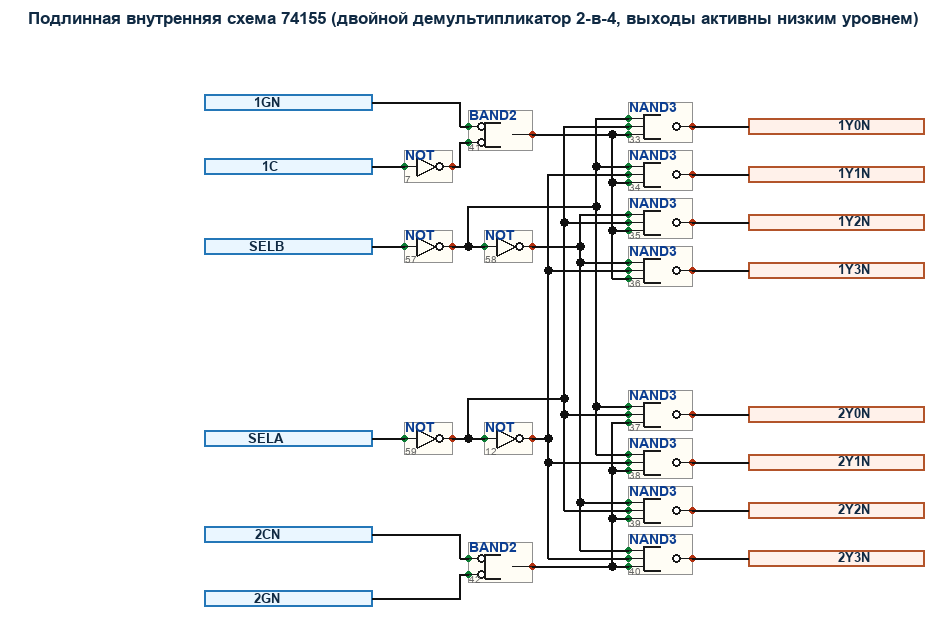 Подлинная внутренняя схема 74155 (двойной демультипликатор 2-в-4, выходы активны низким уровнем)
1GN
BAND2
41
NAND3
33
1Y0N
1C
NOT
7
NAND3
34
1Y1N
NAND3
35
1Y2N
SELB
NOT
57
NOT
58
NAND3
36
1Y3N
NAND3
37
2Y0N
SELA
NOT
59
NOT
12
NAND3
38
2Y1N
NAND3
39
2Y2N
2CN
BAND2
42
NAND3
40
2Y3N
2GN